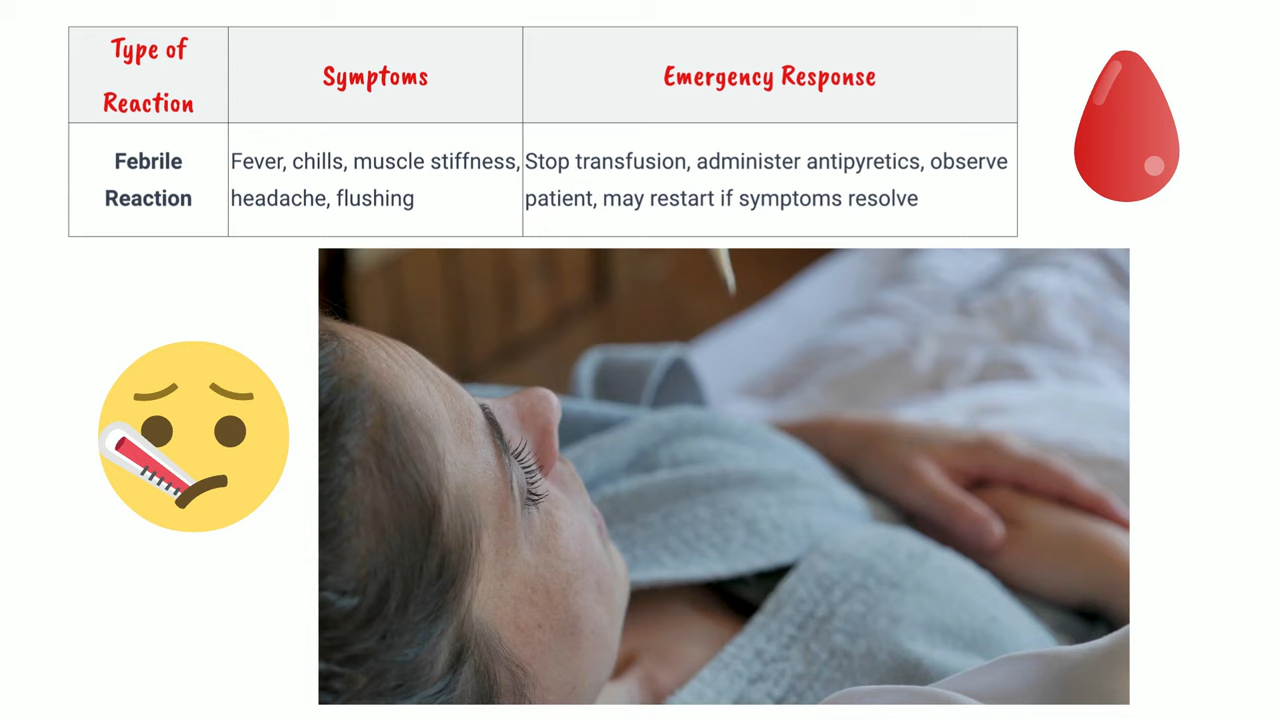 Type of
Reaction
Symptoms
Emergency Response
Febrile
Reaction
Fever, chills, muscle stiffness,
headache, flushing
Stop transfusion, administer antipyretics, observe
patient, may restart if symptoms resolve